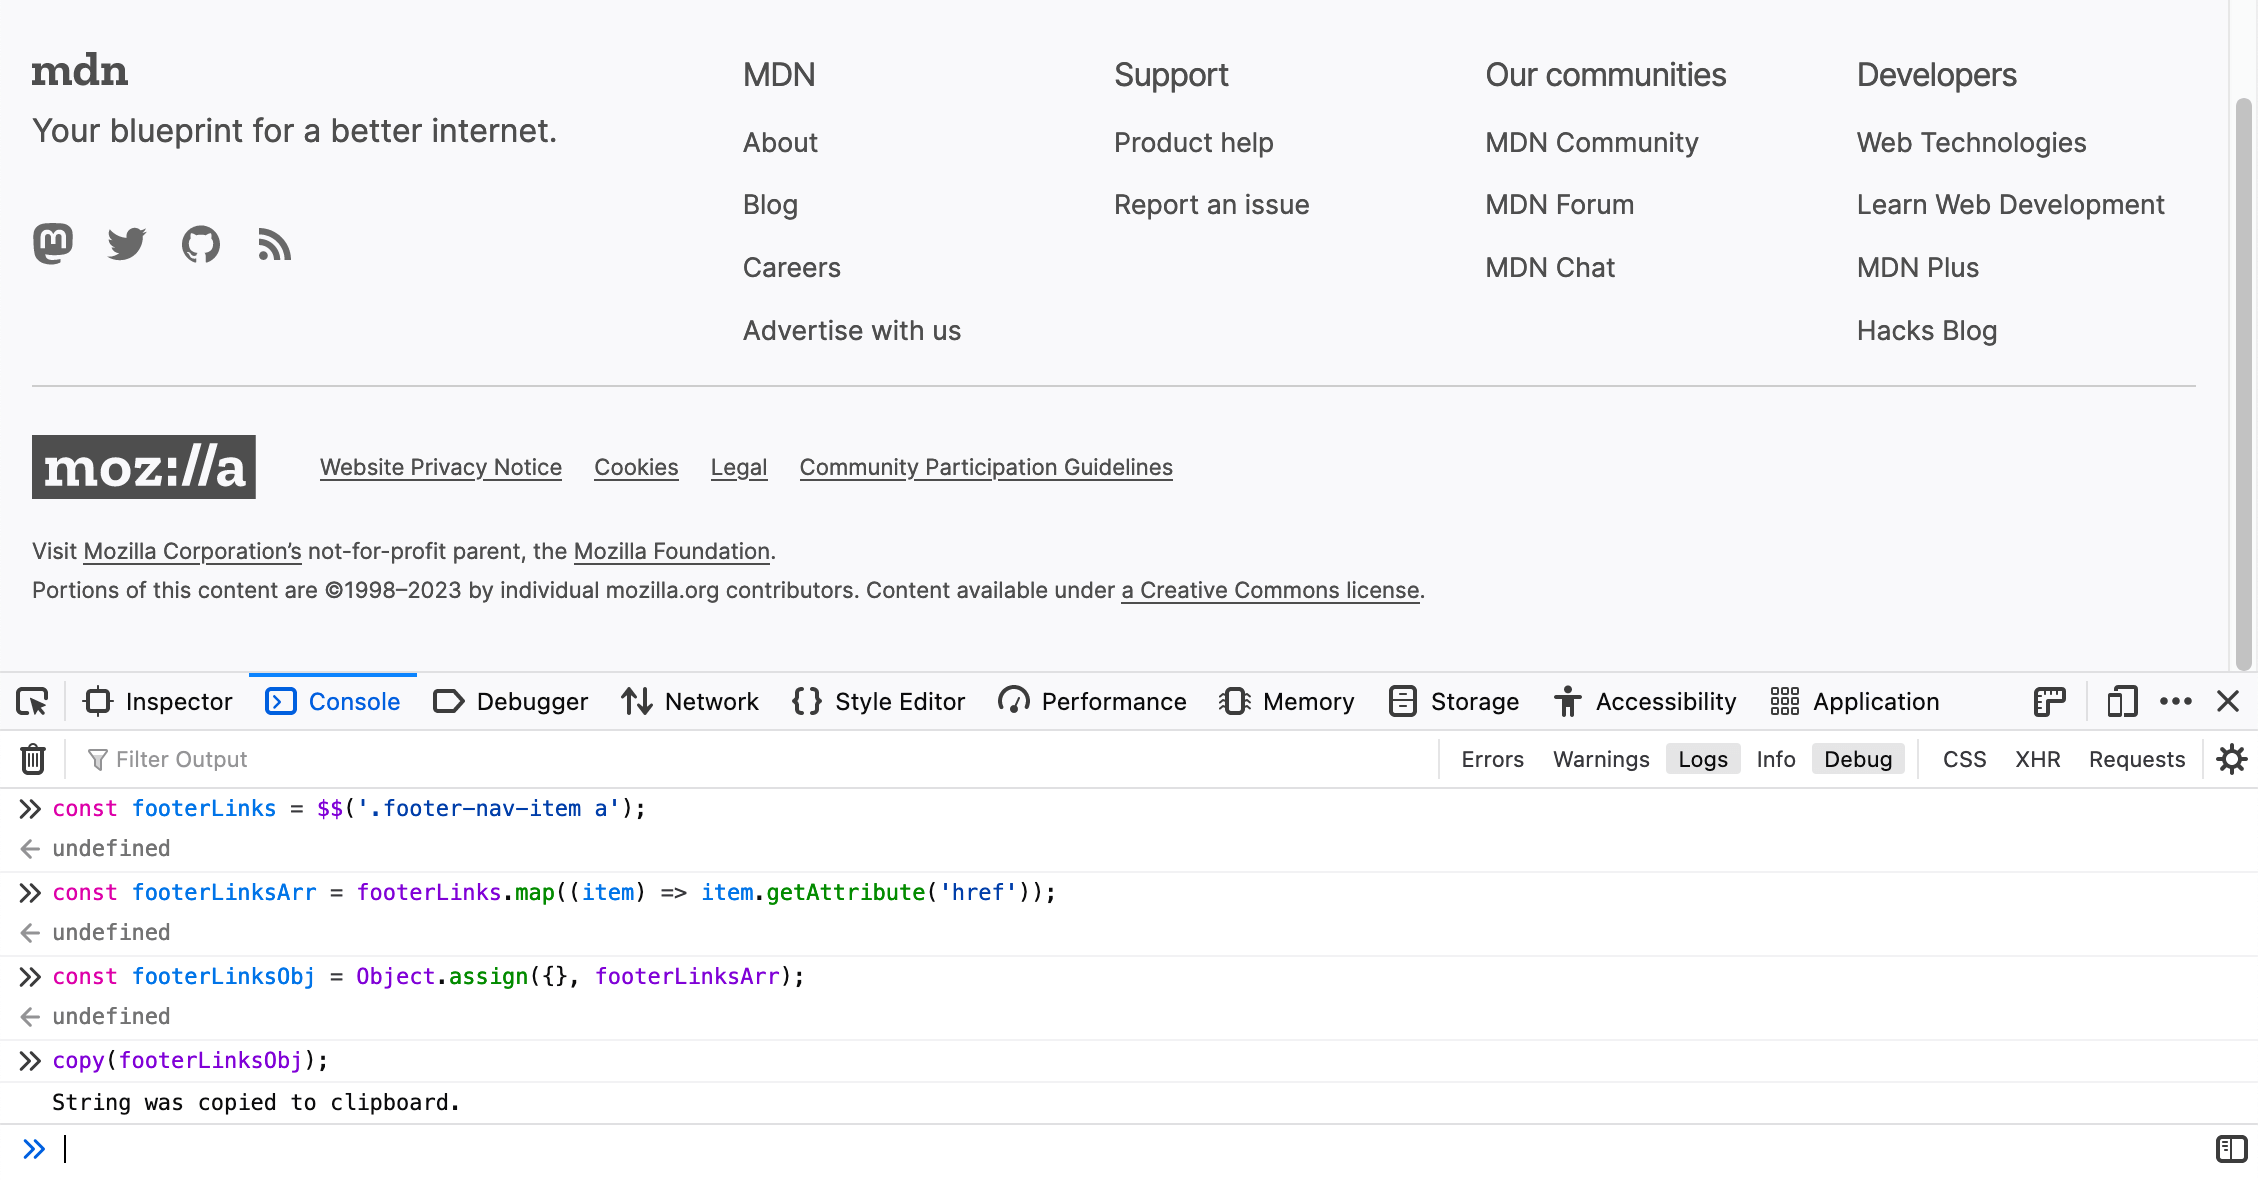 mdn
Your blueprint for a better internet.
MDN
About
Blog
Careers
Advertise with us
Support
Product help
Report an issue
Our communities
MDN Community
MDN Forum
MDN Chat
Developers
Web Technologies
Learn Web Development
MDN Plus
Hacks Blog
moz://a
Website Privacy Notice Cookies Legal Community Participation Guidelines
Visit Mozilla Corporation’s not-for-profit parent, the Mozilla Foundation.
Portions of this content are ©1998–2023 by individual mozilla.org contributors. Content available under a Creative Commons license.
Inspector Console Debugger Network Style Editor Performance Memory Storage Accessibility Application
Filter Output Errors Warnings Logs Info Debug CSS XHR Requests
const footerLinks = $$('.footer-nav-item a');
undefined
const footerLinksArr = footerLinks.map((item) => item.getAttribute('href'));
undefined
const footerLinksObj = Object.assign({}, footerLinksArr);
undefined
copy(footerLinksObj);
String was copied to clipboard.